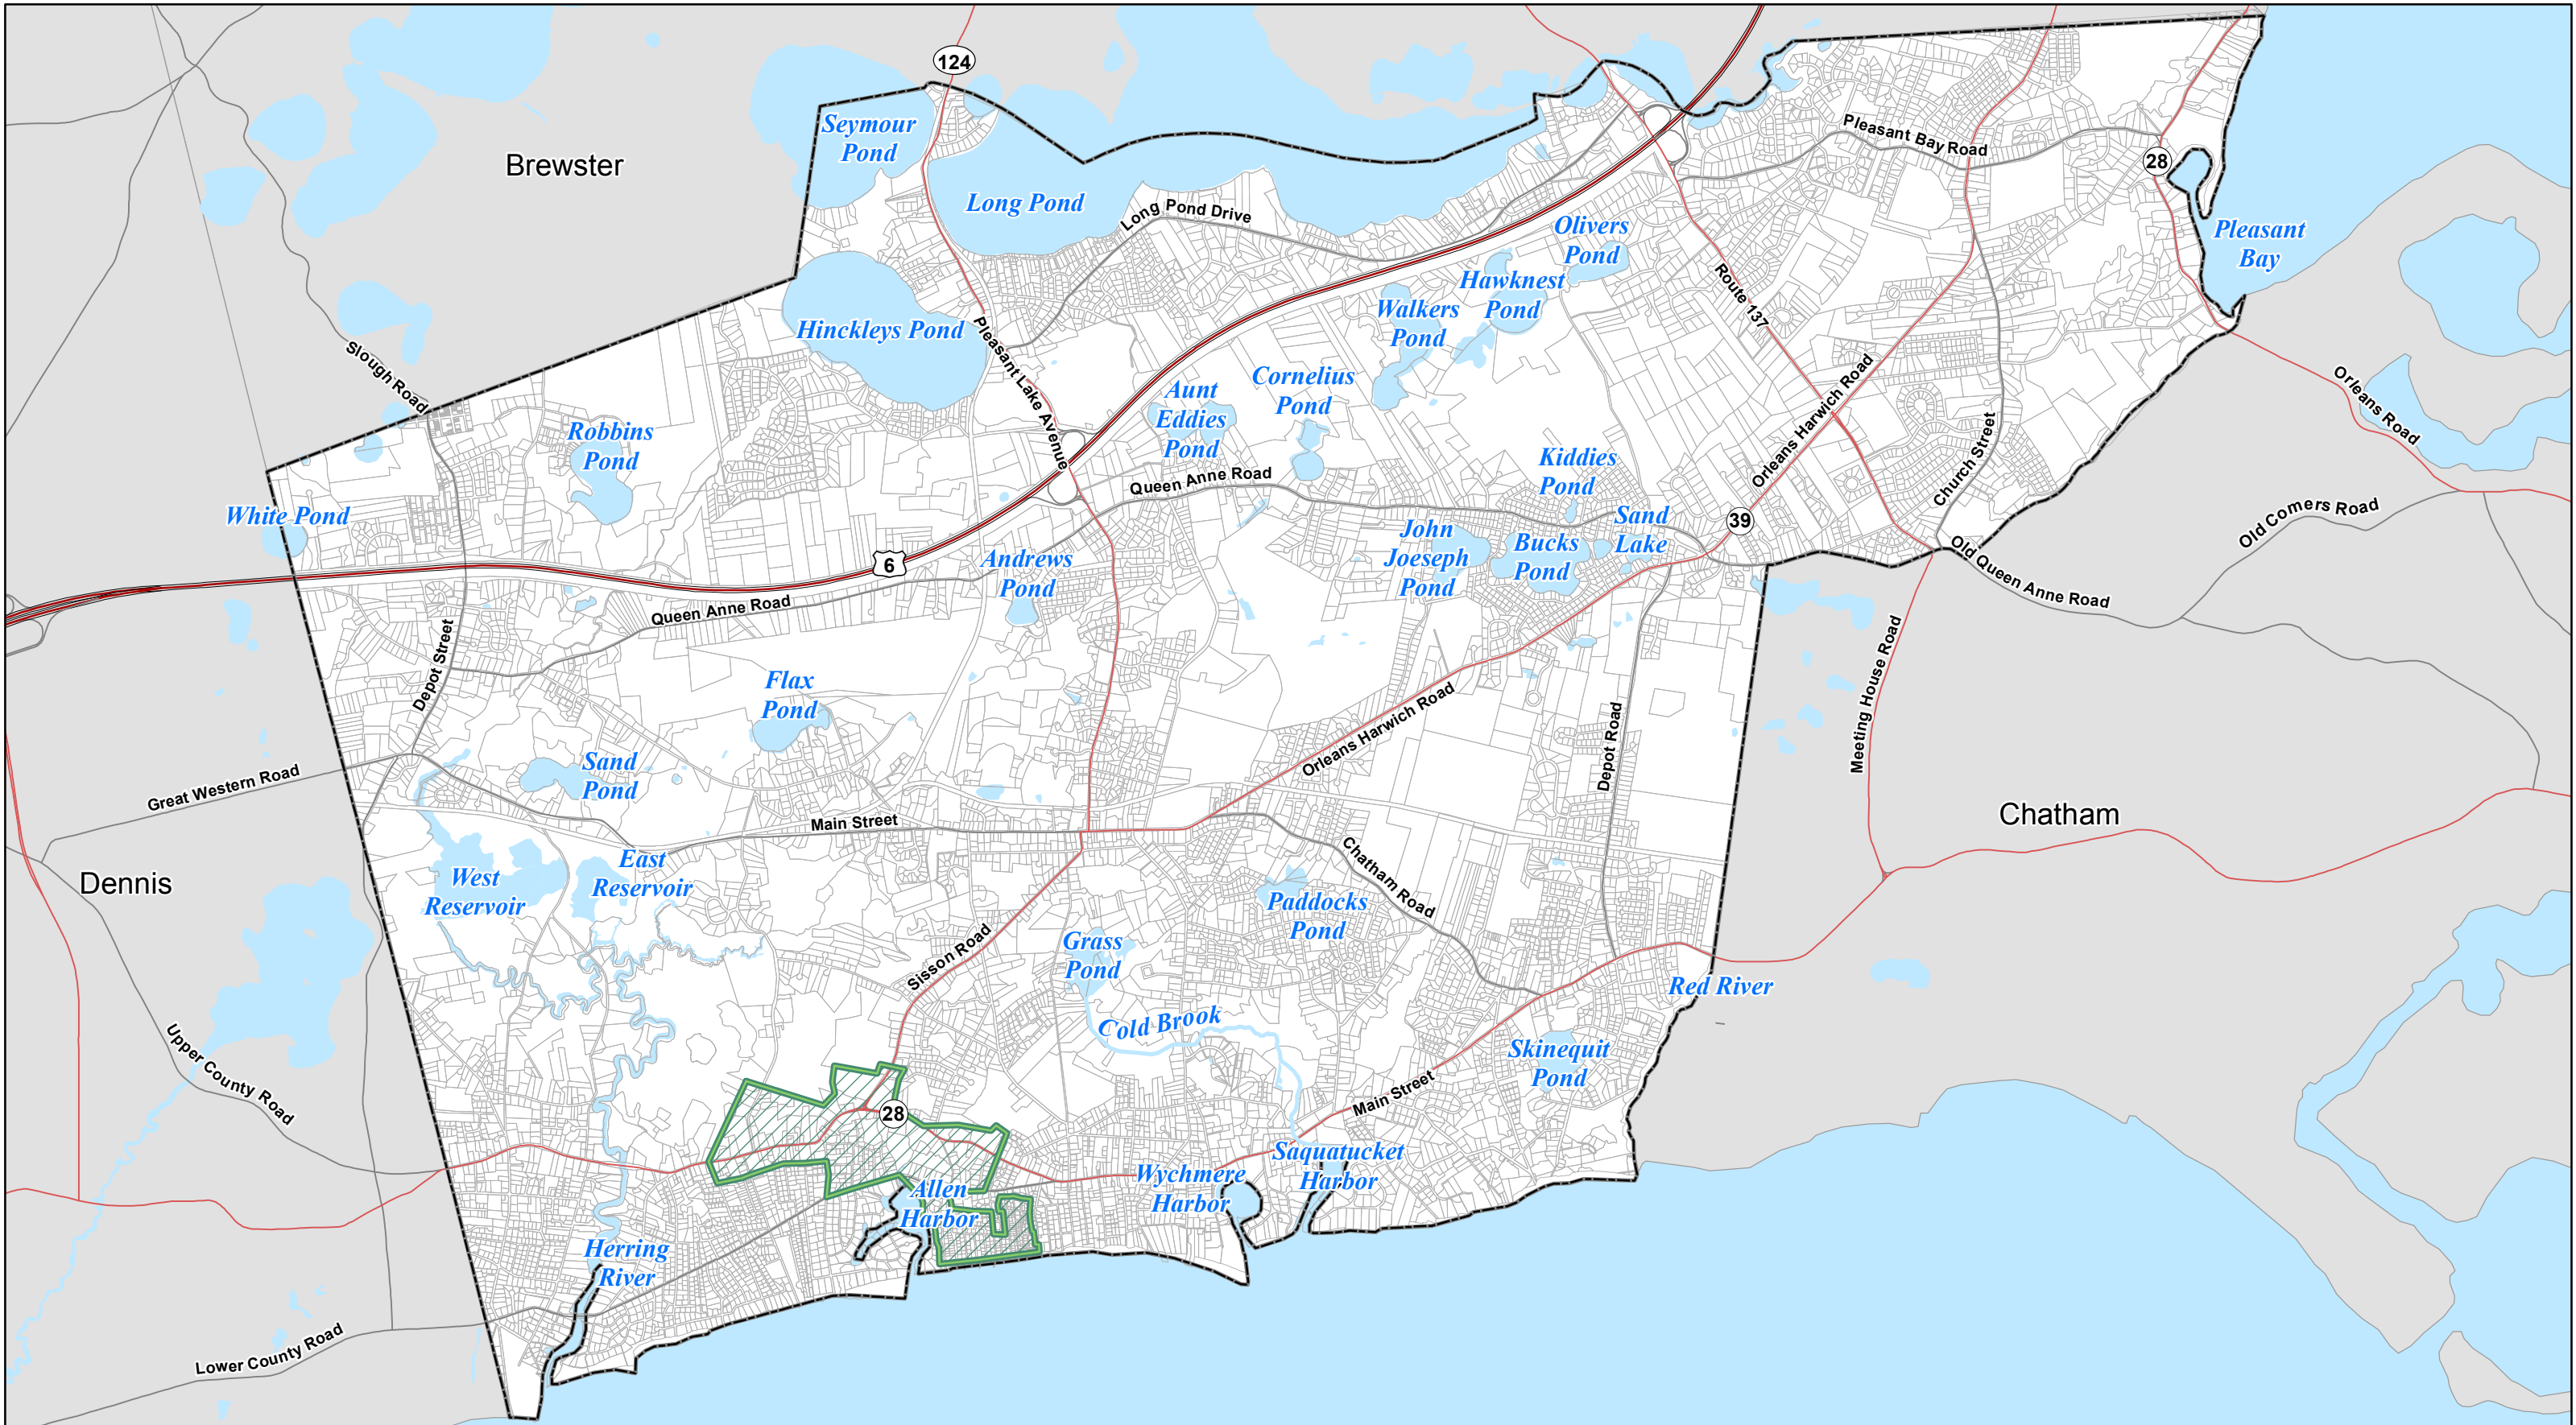 124
Seymour
Pond
Brewster
Pleasant Bay Road
28
Long Pond
Long Pond Drive
Olivers
Pond
Pleasant
Bay
Hawknest
Pond
Route 137
Walkers
Pond
Hinckleys Pond
Pleasant Lake Avenue
Slough Road
Cornelius
Pond
Aunt
Eddies
Pond
Orleans Harwich Road
Orleans Road
Robbins
Pond
Church Street
Kiddies
Pond
Queen Anne Road
White Pond
Sand
Lake
39
Old Comers Road
John
Joeseph
Pond
Bucks
Pond
6
Andrews
Pond
Old Queen Anne Road
Queen Anne Road
Depot Street
Meeting House Road
Flax
Pond
Orleans Harwich Road
Depot Road
Sand
Pond
Great Western Road
Main Street
Chatham
East
Reservoir
Chatham Road
Dennis
West
Reservoir
Paddocks
Pond
Grass
Pond
Sisson Road
Red River
Cold Brook
Skinequit
Pond
Upper County Road
Main Street
28
Saquatucket
Harbor
Wychmere
Harbor
Allen
Harbor
Herring
River
Lower County Road